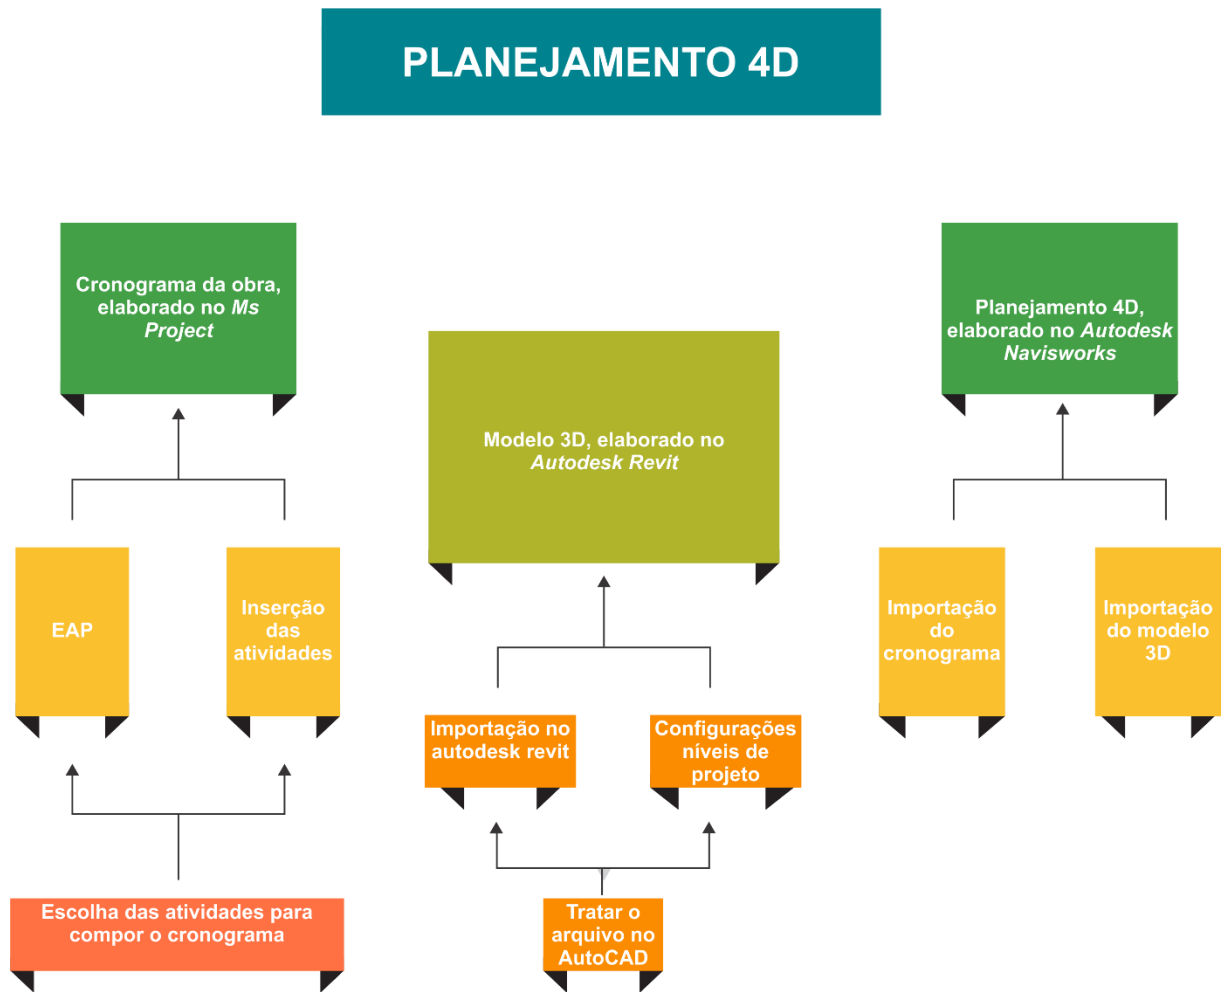 PLANEJAMENTO 4D
Cronograma da obra,
elaborado no Ms
Project
EAP
Inserção
das
atividades
Escolha das atividades para
compor o cronograma
Modelo 3D, elaborado no
Autodesk Revit
Importação no
autodesk revit
Configurações
níveis de
projeto
Tratar o
arquivo no
AutoCAD
Planejamento 4D,
elaborado no Autodesk
Navisworks
Importação
do
cronograma
Importação
do modelo
3D